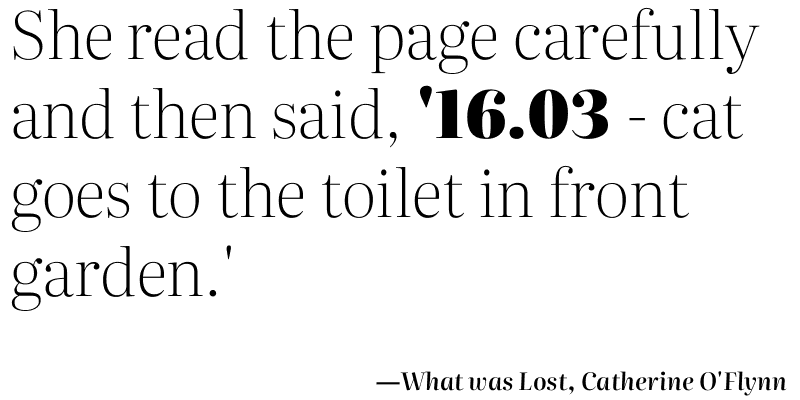 She read the page carefully
and then said, '16.03 - cat
goes to the toilet in front
garden.'
—What was Lost, Catherine O'Flynn